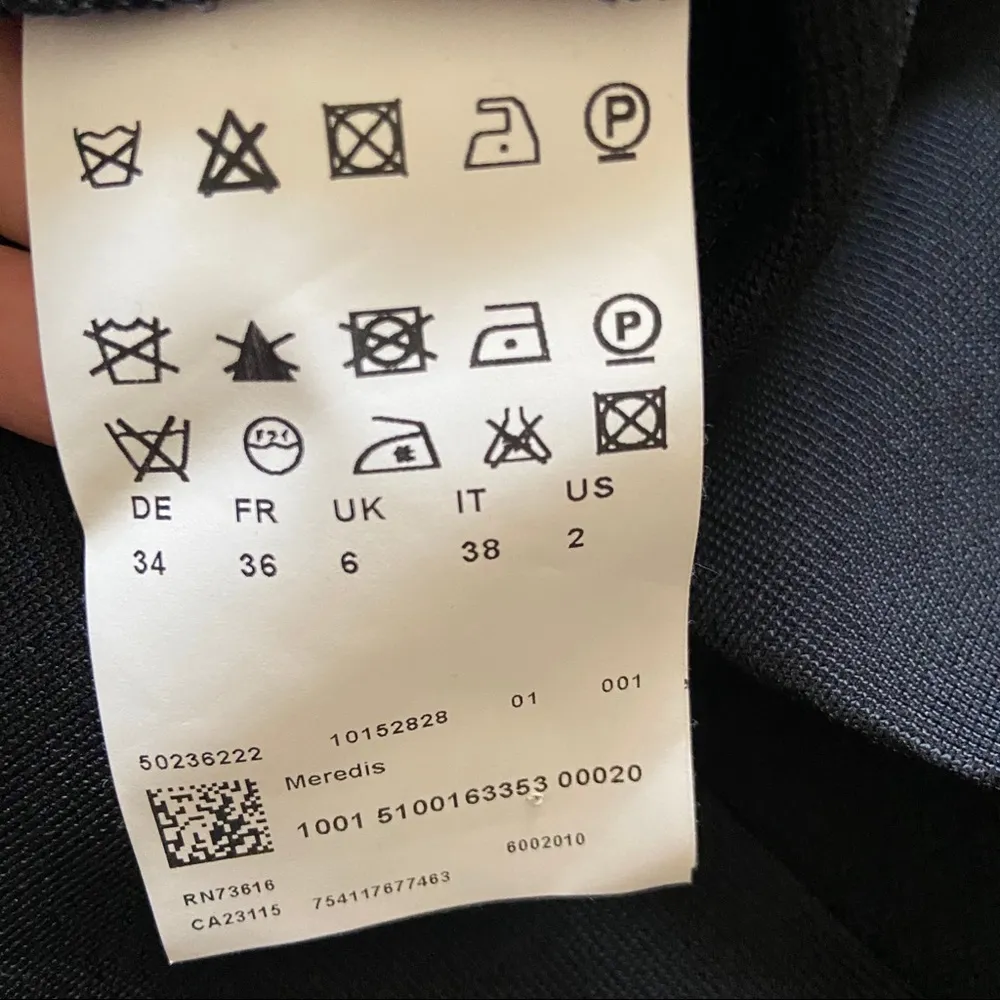 P
P
DE FR UK IT US
34 36 6 38 2
50236222 10152828 01 001
Meredis
1001 5100163353 00020
6002010
RN73616
CA23115 754117677463